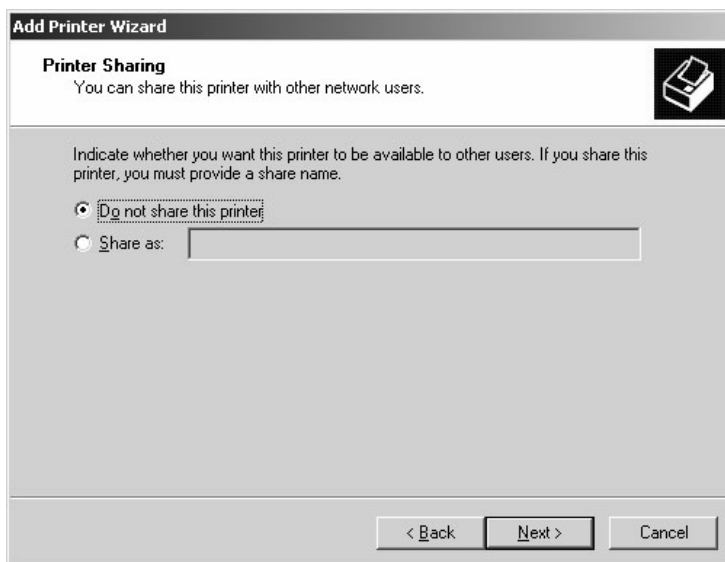 Add Printer Wizard
Printer Sharing
You can share this printer with other network users.
Indicate whether you want this printer to be available to other users. If you share this
printer, you must provide a share name.
Do not share this printer
Share as:
< Back Next > Cancel